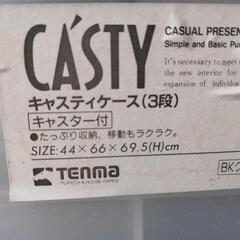 CÁSTY
CASUAL PRESEN
Simple and Basic Pu
It's necessary to meet
the new interior for
expansion of individua
キャスティケース(3段)
キャスター付
●たっぷり収納、移動もラクラク。
SIZE:44×66×69.5(H)cm
TENMA
PLATECH & HOUSE WARES
BK